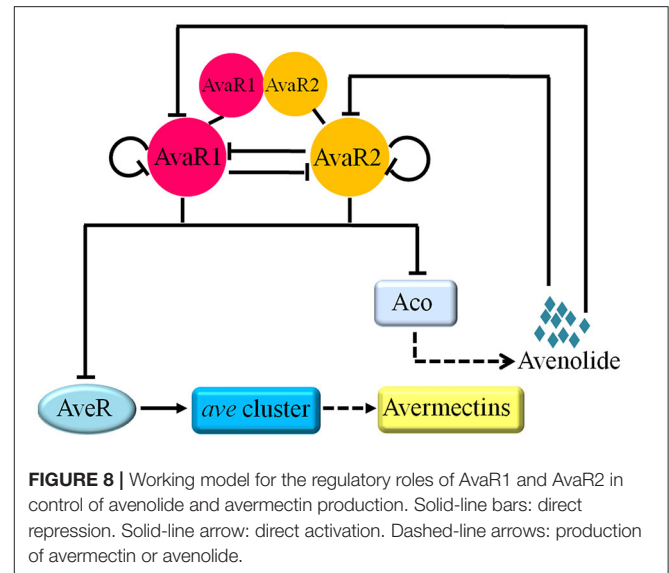 AvaR1
AvaR2
AvaR1
AvaR2
Aco
Avenolide
AveR
ave cluster
Avermectins
FIGURE 8 | Working model for the regulatory roles of AvaR1 and AvaR2 in
control of avenolide and avermectin production. Solid-line bars: direct
repression. Solid-line arrow: direct activation. Dashed-line arrows: production
of avermectin or avenolide.